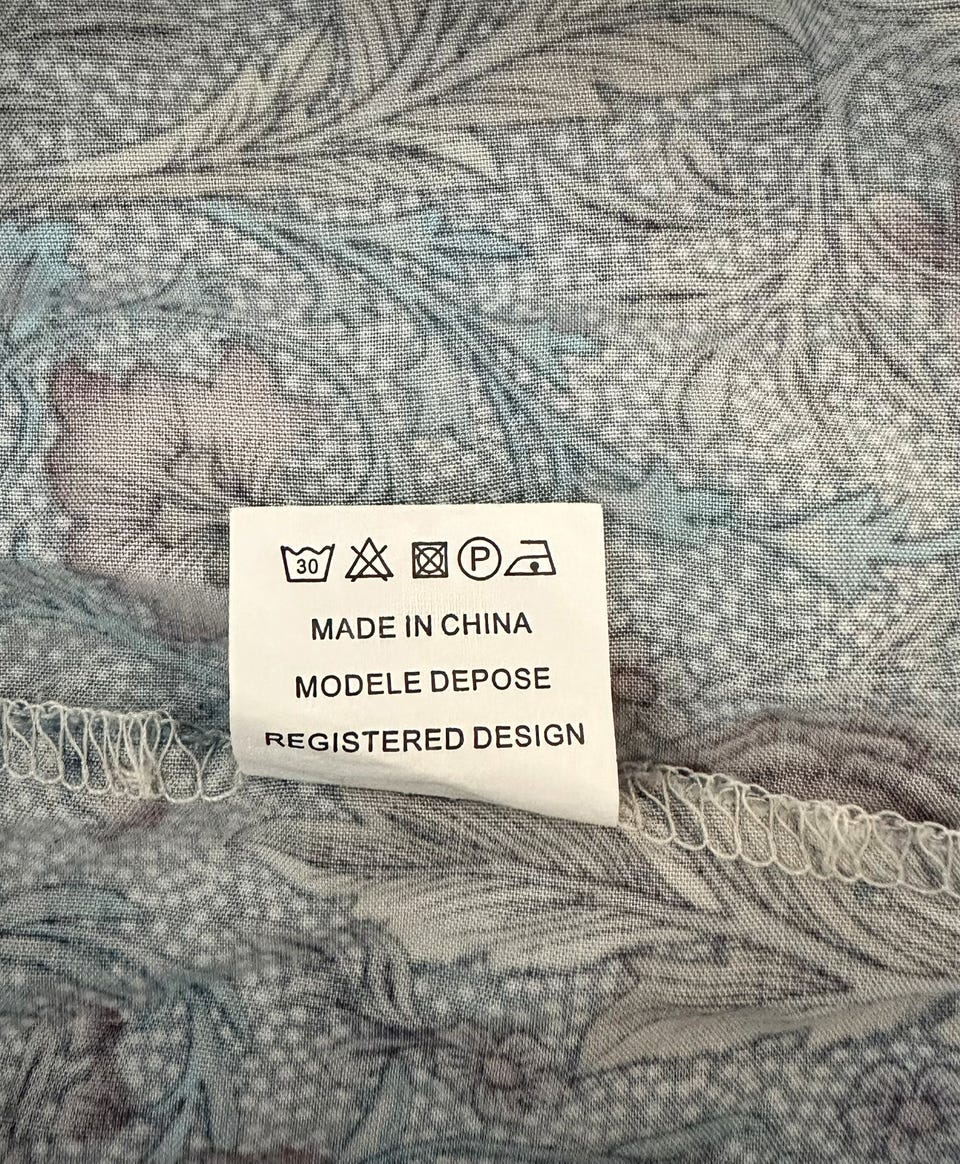 30 P
MADE IN CHINA
MODELE DEPOSE
REGISTERED DESIGN